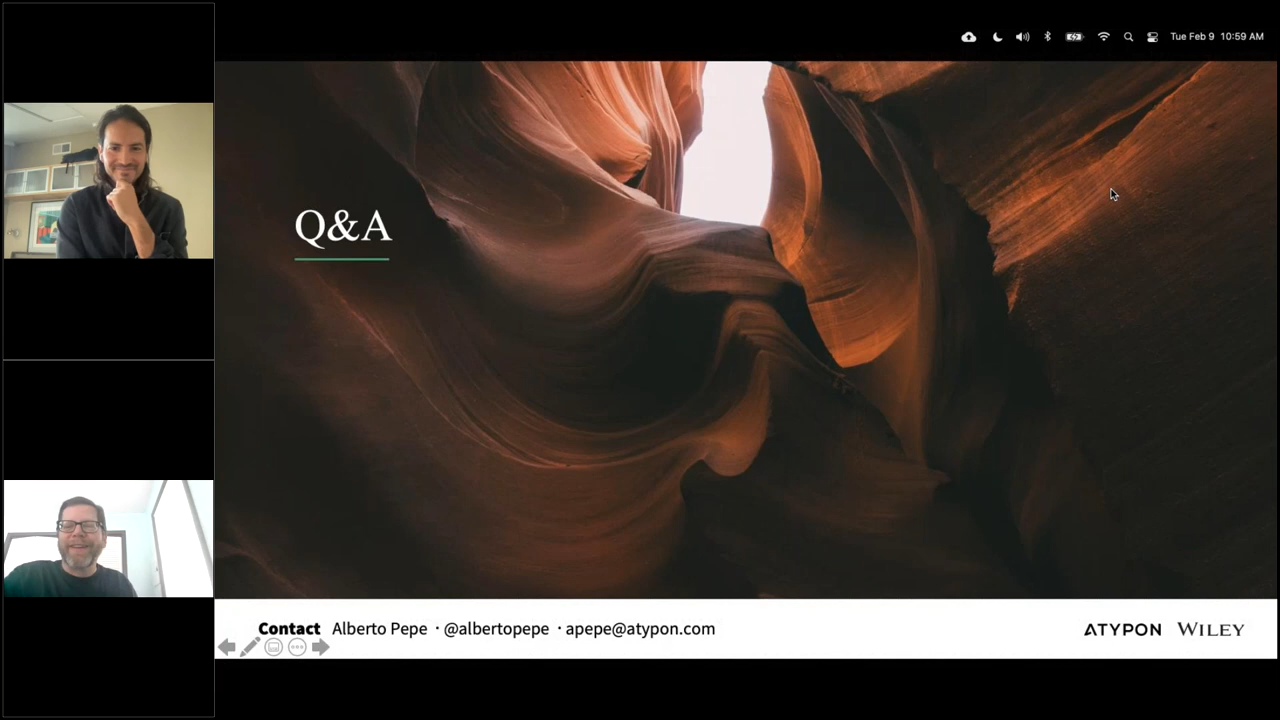 Tue Feb 9 10:59 AM
Q&A
Contact Alberto Pepe · @albertopepe · apepe@atypon.com
ATYPON WILEY